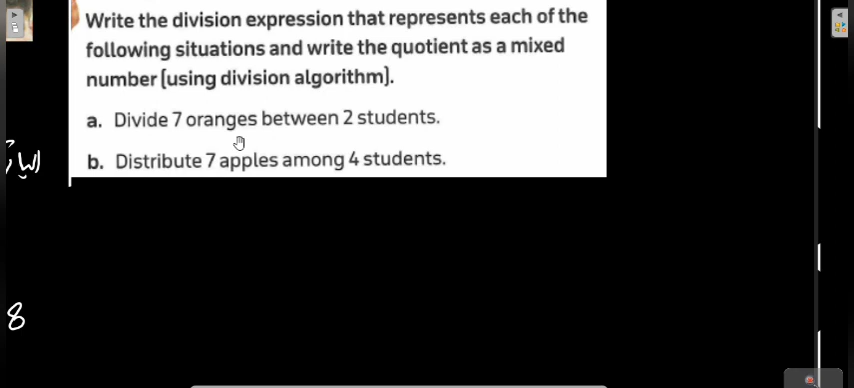 Write the division expression that represents each of the
following situations and write the quotient as a mixed
number (using division algorithm).
a. Divide 7 oranges between 2 students.
b. Distribute 7 apples among 4 students.
8